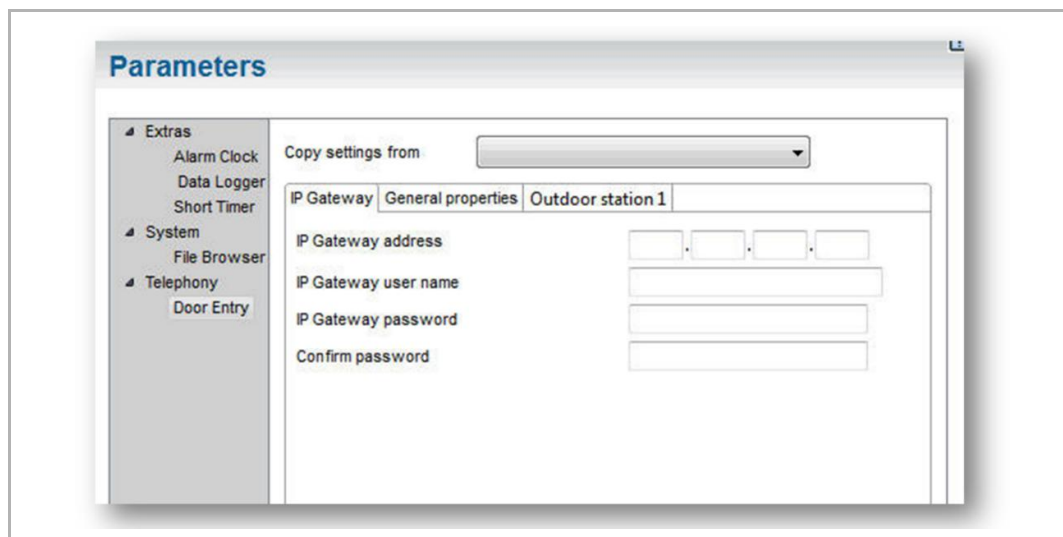 Parameters
Extras
Alarm Clock
Data Logger
Short Timer
System
File Browser
Telephony
Door Entry
Copy settings from
IP Gateway General properties Outdoor station 1
IP Gateway address . . .
IP Gateway user name
IP Gateway password
Confirm password